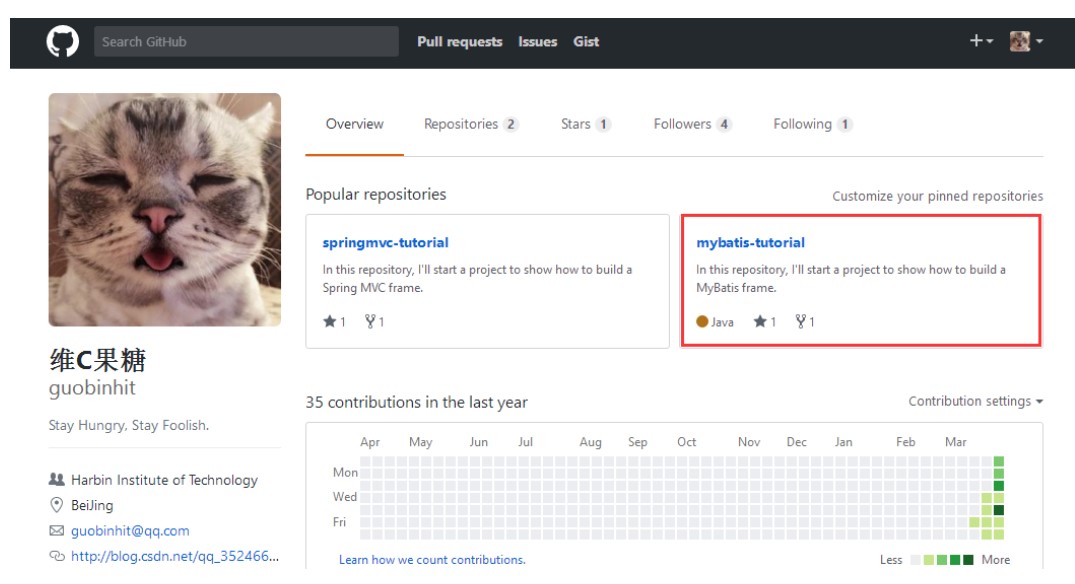 Search GitHub
Pull requests Issues Gist
Overview Repositories 2 Stars 1 Followers 4 Following 1
Popular repositories
Customize your pinned repositories
springmvc-tutorial
In this repository, I'll start a project to show how to build a
Spring MVC frame.
1 1
mybatis-tutorial
In this repository, I'll start a project to show how to build a
MyBatis frame.
Java 1 1
维C果糖
guobinhit
Stay Hungry, Stay Foolish.
Harbin Institute of Technology
BeiJing
guobinhit@qq.com
http://blog.csdn.net/qq_352466...
35 contributions in the last year
Contribution settings
Apr May Jun Jul Aug Sep Oct Nov Dec Jan Feb Mar
Mon
Wed
Fri
Learn how we count contributions.
Less More